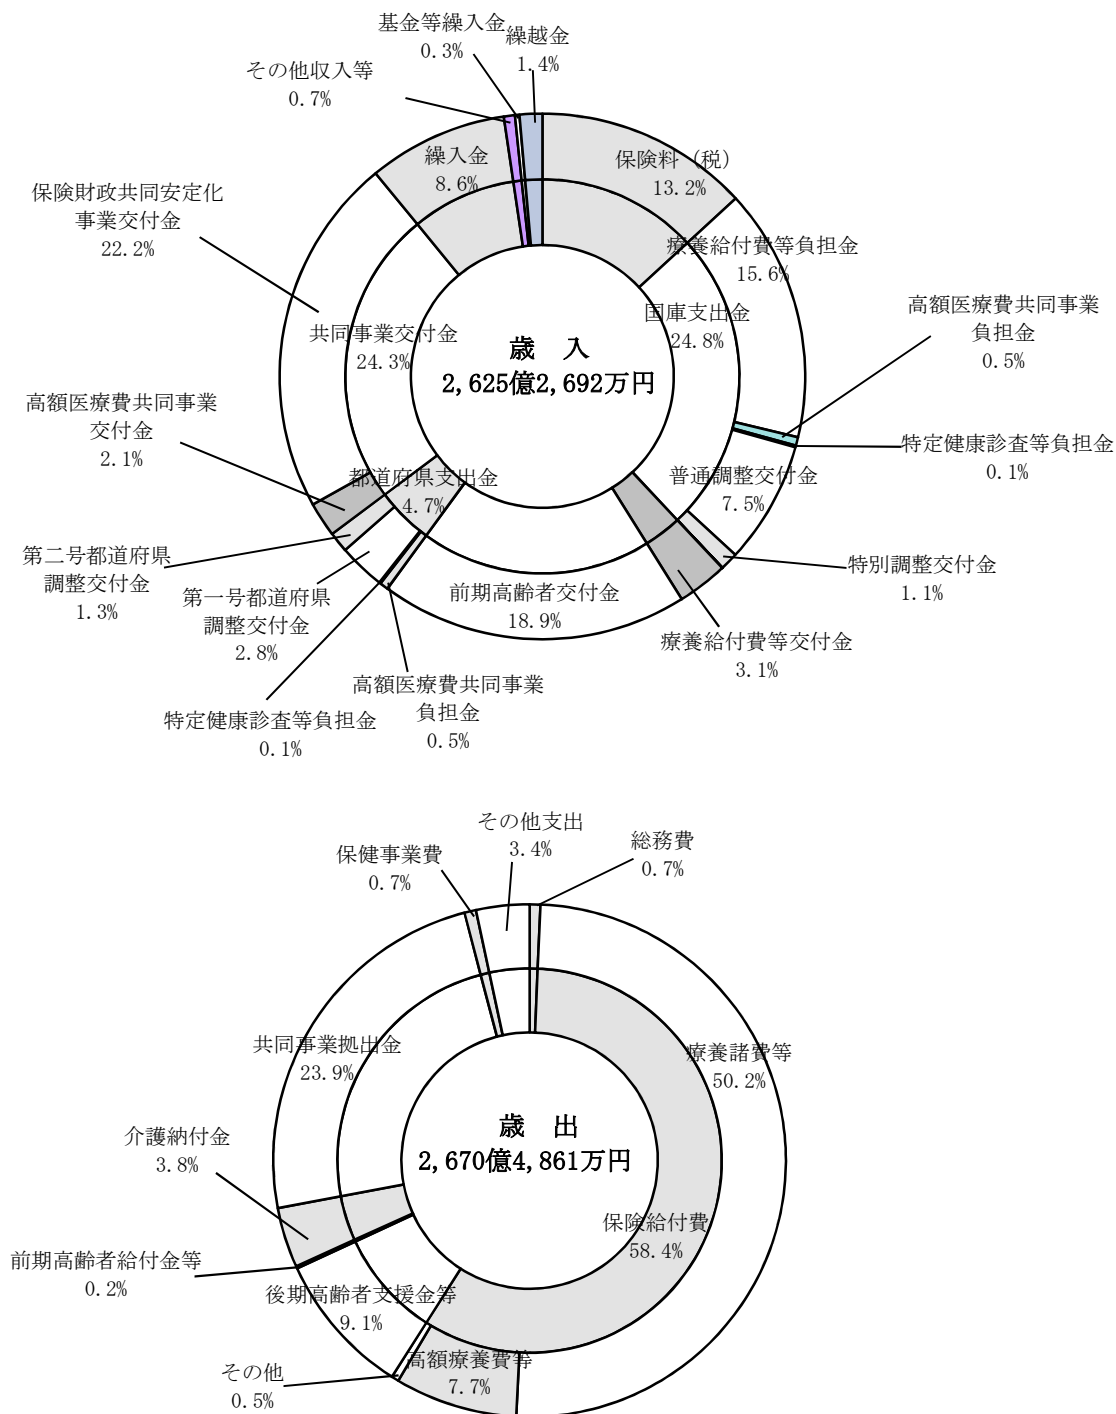 基金等繰入金
0.3%
繰越金
1.4%
その他収入等
0.7%
繰入金
8.6%
保険料（税）
13.2%
保険財政共同安定化
事業交付金
22.2%
療養給付費等負担金
15.6%
高額医療費共同事業
負担金
0.5%
国庫支出金
24.8%
共同事業交付金
24.3%
歳　入
2,625億2,692万円
高額医療費共同事業
交付金
2.1%
特定健康診査等負担金
0.1%
都道府県支出金
4.7%
普通調整交付金
7.5%
第二号都道府県
調整交付金
1.3%
第一号都道府県
調整交付金
2.8%
前期高齢者交付金
18.9%
特別調整交付金
1.1%
療養給付費等交付金
3.1%
高額医療費共同事業
負担金
0.5%
特定健康診査等負担金
0.1%
その他支出
3.4%
総務費
0.7%
保健事業費
0.7%
共同事業拠出金
23.9%
療養諸費等
50.2%
歳　出
2,670億4,861万円
介護納付金
3.8%
保険給付費
58.4%
前期高齢者給付金等
0.2%
後期高齢者支援金等
9.1%
高額療養費等
7.7%
その他
0.5%